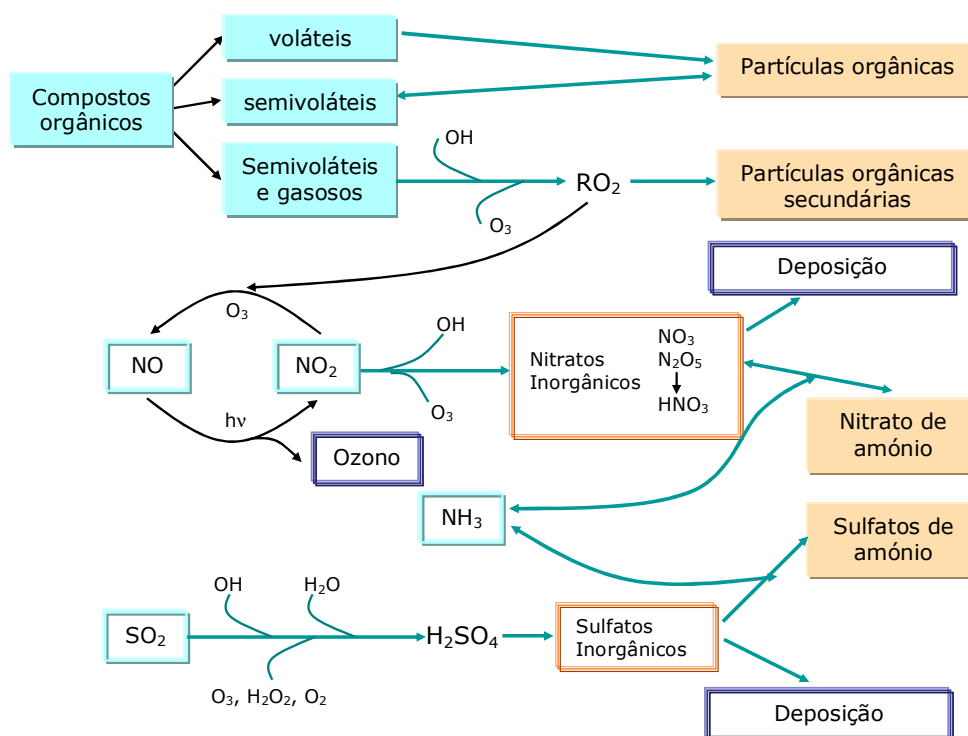 voláteis
Partículas orgânicas
Compostos
orgânicos
semivoláteis
Semivoláteis
e gasosos
OH
O₃
RO₂
Partículas orgânicas
secundárias
Deposição
O₃
NO
NO₂
OH
O₃
Nitratos
Inorgânicos
NO₃
N₂O₅
HNO₃
hν
Ozono
Nitrato de
amónio
NH₃
Sulfatos de
amónio
OH
H₂O
SO₂
H₂SO₄
Sulfatos
Inorgânicos
O₃, H₂O₂, O₂
Deposição